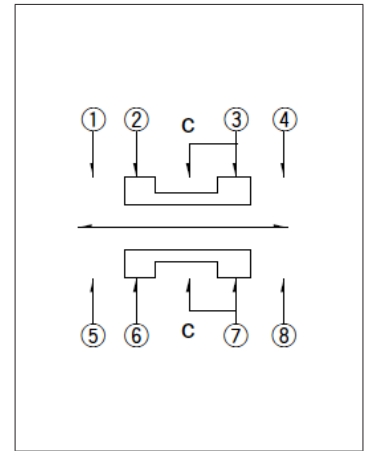 ① ② C ③ ④
⑤ ⑥ C ⑦ ⑧